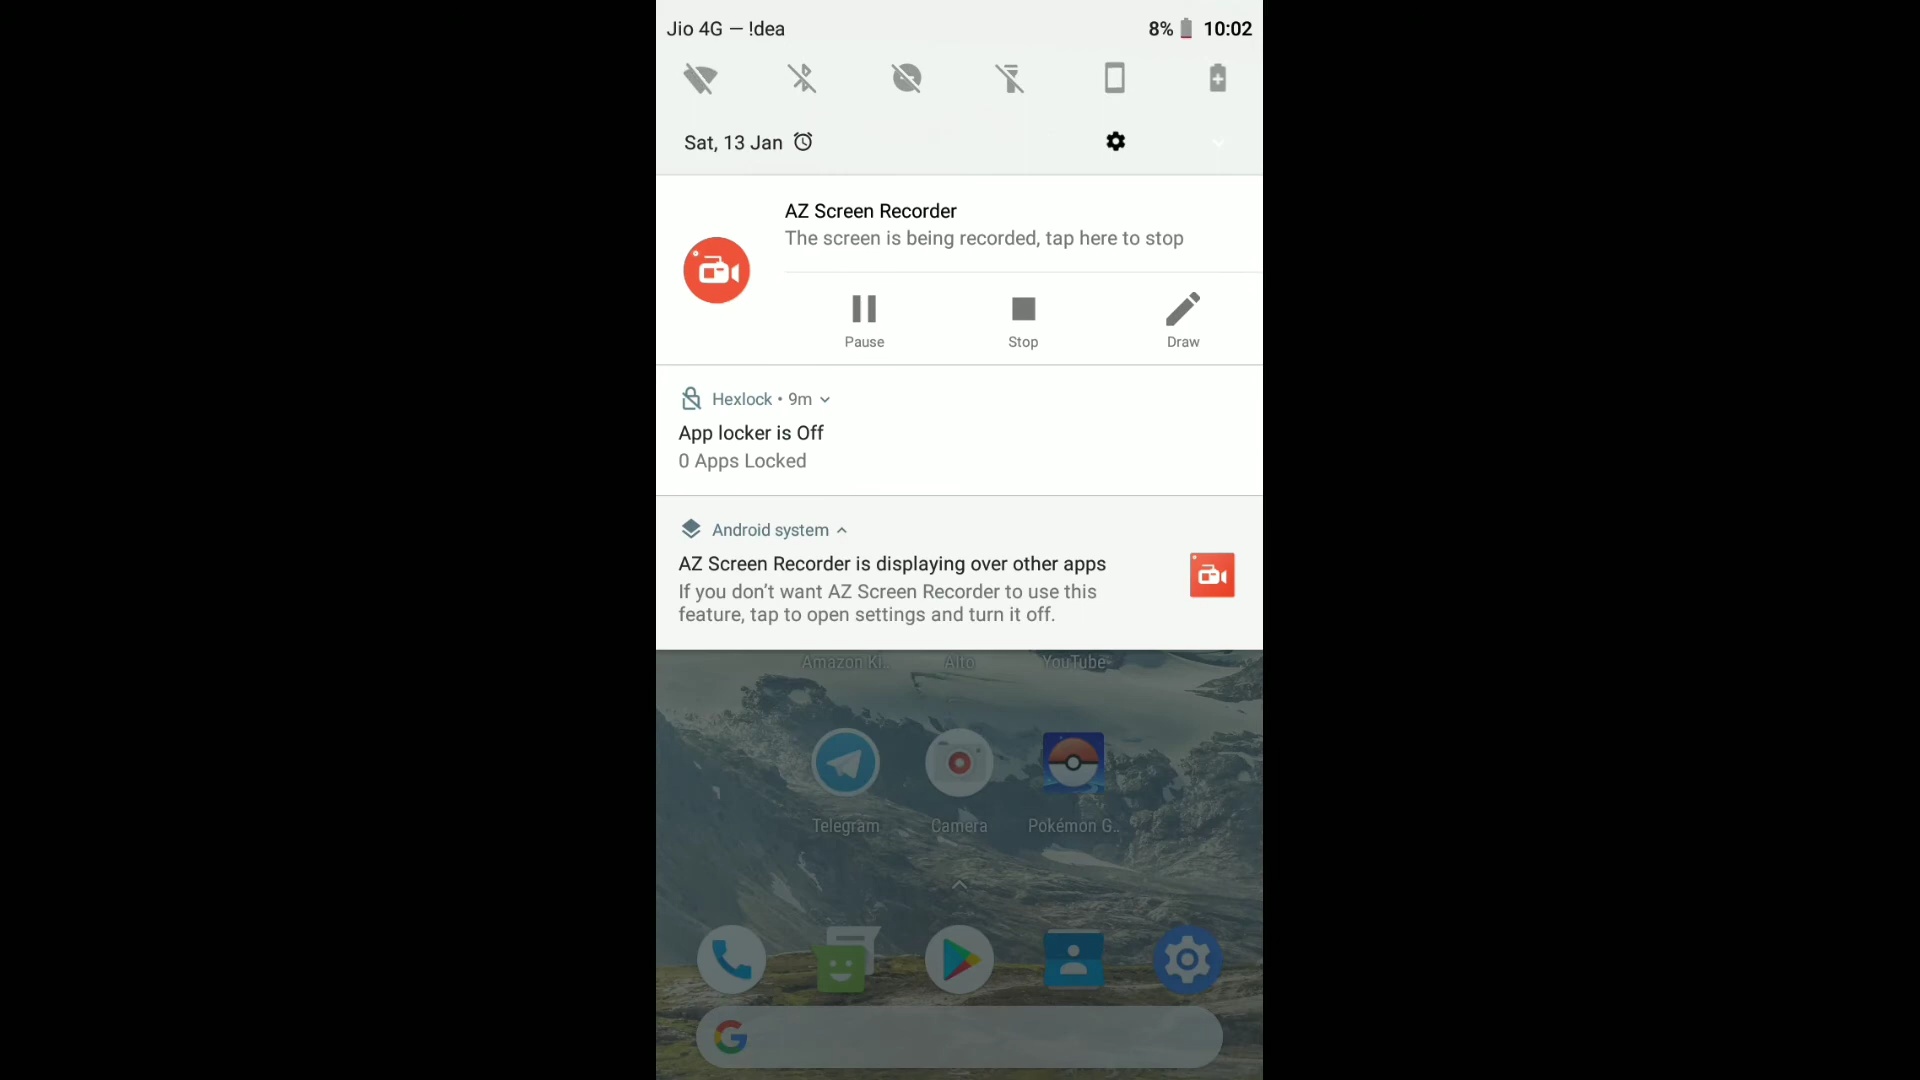 Jio 4G — !dea
8% 10:02
Sat, 13 Jan
AZ Screen Recorder
The screen is being recorded, tap here to stop
Pause Stop Draw
Hexlock • 9m
App locker is Off
0 Apps Locked
Android system
AZ Screen Recorder is displaying over other apps
If you don’t want AZ Screen Recorder to use this
feature, tap to open settings and turn it off.
Amazon Ki.. Alto YouTube
Telegram Camera Pokémon G..